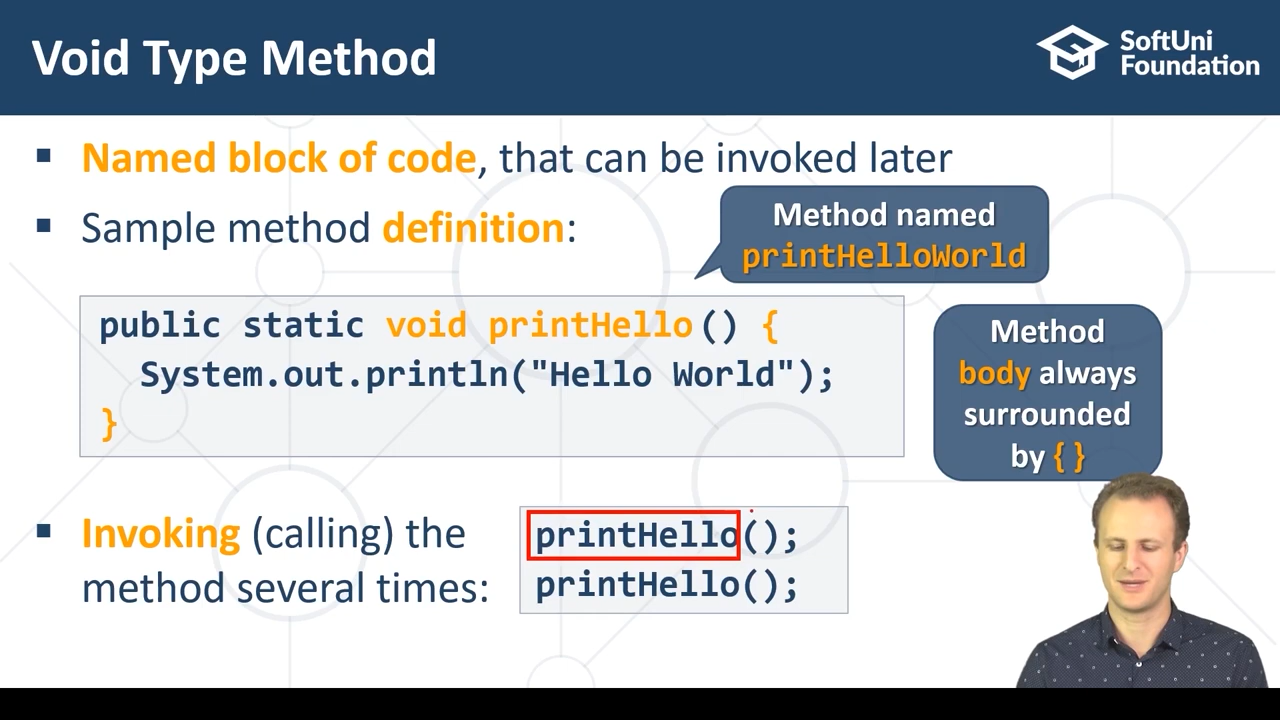 Void Type Method
SoftUni
Foundation
▪ Named block of code, that can be invoked later
▪ Sample method definition:
Method named
printHelloWorld
public static void printHello() {
  System.out.println("Hello World");
}
Method
body always
surrounded
by { }
▪ Invoking (calling) the
method several times:
printHello();
printHello();